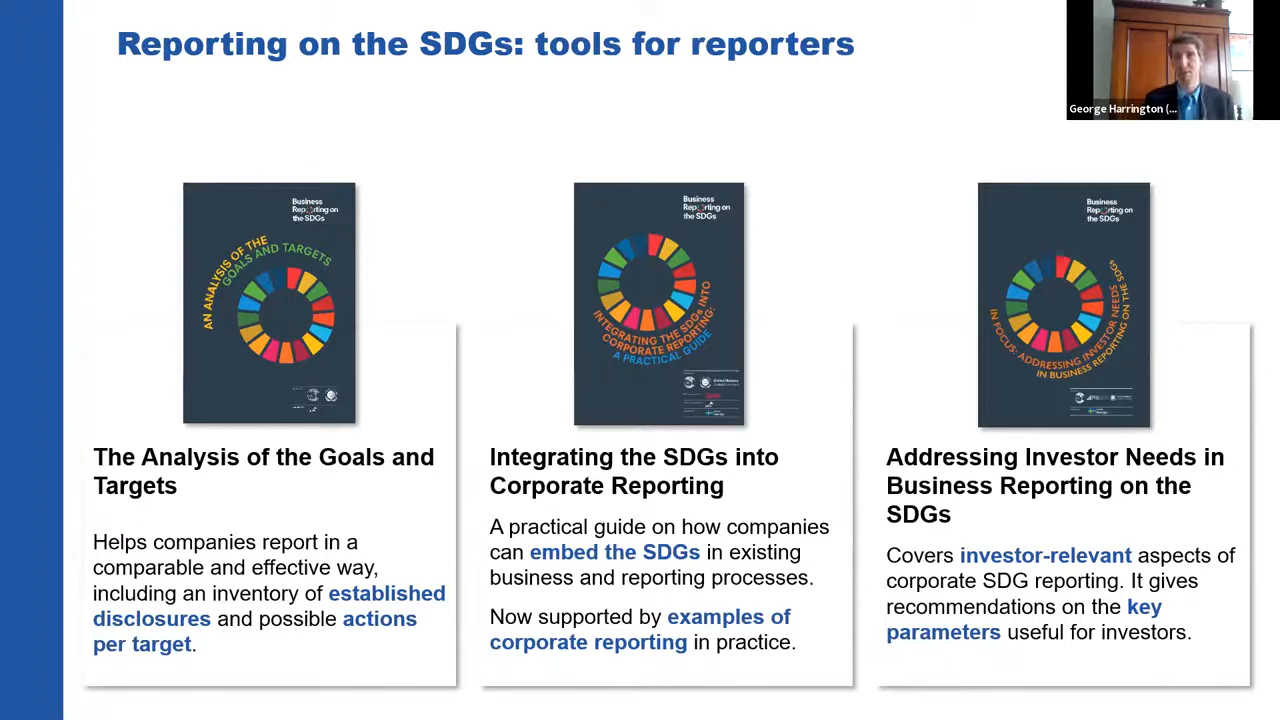 Reporting on the SDGs: tools for reporters
George Harrington (...
Business
Reporting on
the SDGs
AN ANALYSIS OF THE
GOALS AND TARGETS
Business
Reporting on
the SDGs
INTEGRATING THE SDGs INTO
CORPORATE REPORTING:
A PRACTICAL GUIDE
United Nations
Business
Reporting on
the SDGs
IN FOCUS: ADDRESSING INVESTOR NEEDS
IN BUSINESS REPORTING ON THE SDGs
The Analysis of the Goals and
Targets
Helps companies report in a
comparable and effective way,
including an inventory of established
disclosures and possible actions
per target.
Integrating the SDGs into
Corporate Reporting
A practical guide on how companies
can embed the SDGs in existing
business and reporting processes.
Now supported by examples of
corporate reporting in practice.
Addressing Investor Needs in
Business Reporting on the
SDGs
Covers investor-relevant aspects of
corporate SDG reporting. It gives
recommendations on the key
parameters useful for investors.